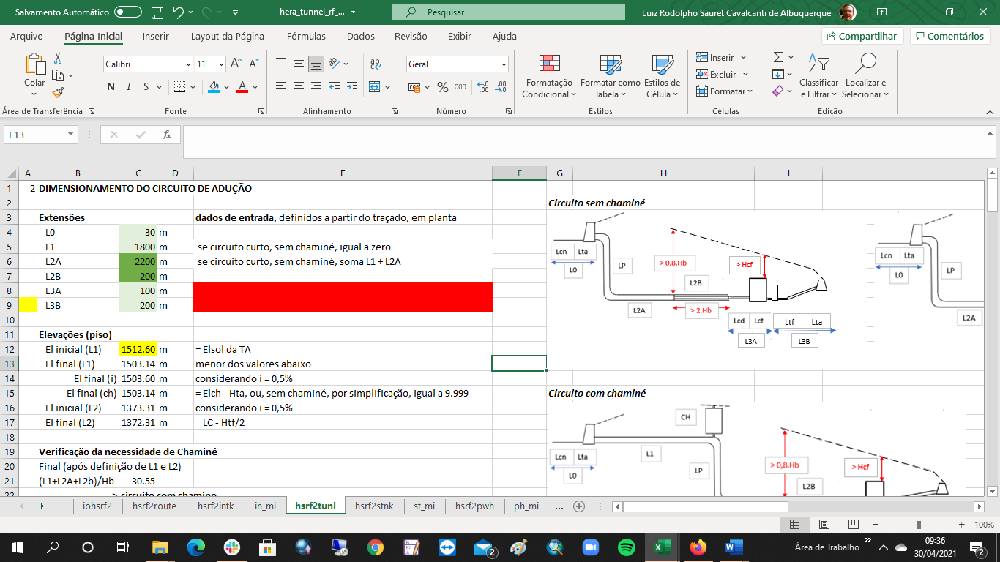 Salvamento Automático
hera_tunnel_rf_...
Pesquisar
Luiz Rodolpho Sauret Cavalcanti de Albuquerque
Arquivo Página Inicial Inserir Layout da Página Fórmulas Dados Revisão Exibir Ajuda
Compartilhar Comentários
Colar
Calibri 11
N I S
ab
Geral
% 000
Formatação Condicional
Formatar como Tabela
Estilos de Célula
Inserir
Excluir
Formatar
Classificar e Filtrar
Localizar e Selecionar
Área de Transferência Fonte Alinhamento Número Estilos Células Edição
F13 fx
A B C D E F G H I
1 2 DIMENSIONAMENTO DO CIRCUITO DE ADUÇÃO
2 Circuito sem chaminé
3 Extensões dados de entrada, definidos a partir do traçado, em planta
4 L0 30 m
5 L1 1800 m se circuito curto, sem chaminé, igual a zero
6 L2A 2200 m se circuito curto, sem chaminé, soma L1 + L2A
7 L2B 200 m
8 L3A 100 m
9 L3B 200 m
10
11 Elevações (piso)
12 El inicial (L1) 1512.60 m = Elsol da TA
13 El final (L1) 1503.14 m menor dos valores abaixo
14 El final (i) 1503.60 m considerando i = 0,5%
15 El final (ch) 1503.14 m = Elch - Hta, ou, sem chaminé, por simplificação, igual a 9.999
Circuito com chaminé
16 El inicial (L2) 1373.31 m considerando i = 0,5%
17 El final (L2) 1372.31 m = LC - Htf/2
18
19 Verificação da necessidade de Chaminé
20 Final (após definição de L1 e L2)
21 (L1+L2A+L2b)/Hb 30.55
22 => circuito com chamine
Lcn Lta
L0
LP
> 0,8.Hb
> Hcf
L2B
L2A
> 2.Hb
Lcd Lcf
L3A
Ltf Lta
L3B
Lcn Lta
L0
LP
L2A
CH
Lcn Lta
L0
L1
LP
> 0,8.Hb
> Hcf
L2B
iohsrf2 hsrf2route hsrf2intk in_mi hsrf2tunl hsrf2stnk st_mi hsrf2pwh ph_mi ...
100%
2
Área de Trabalho
09:36
30/04/2021
2